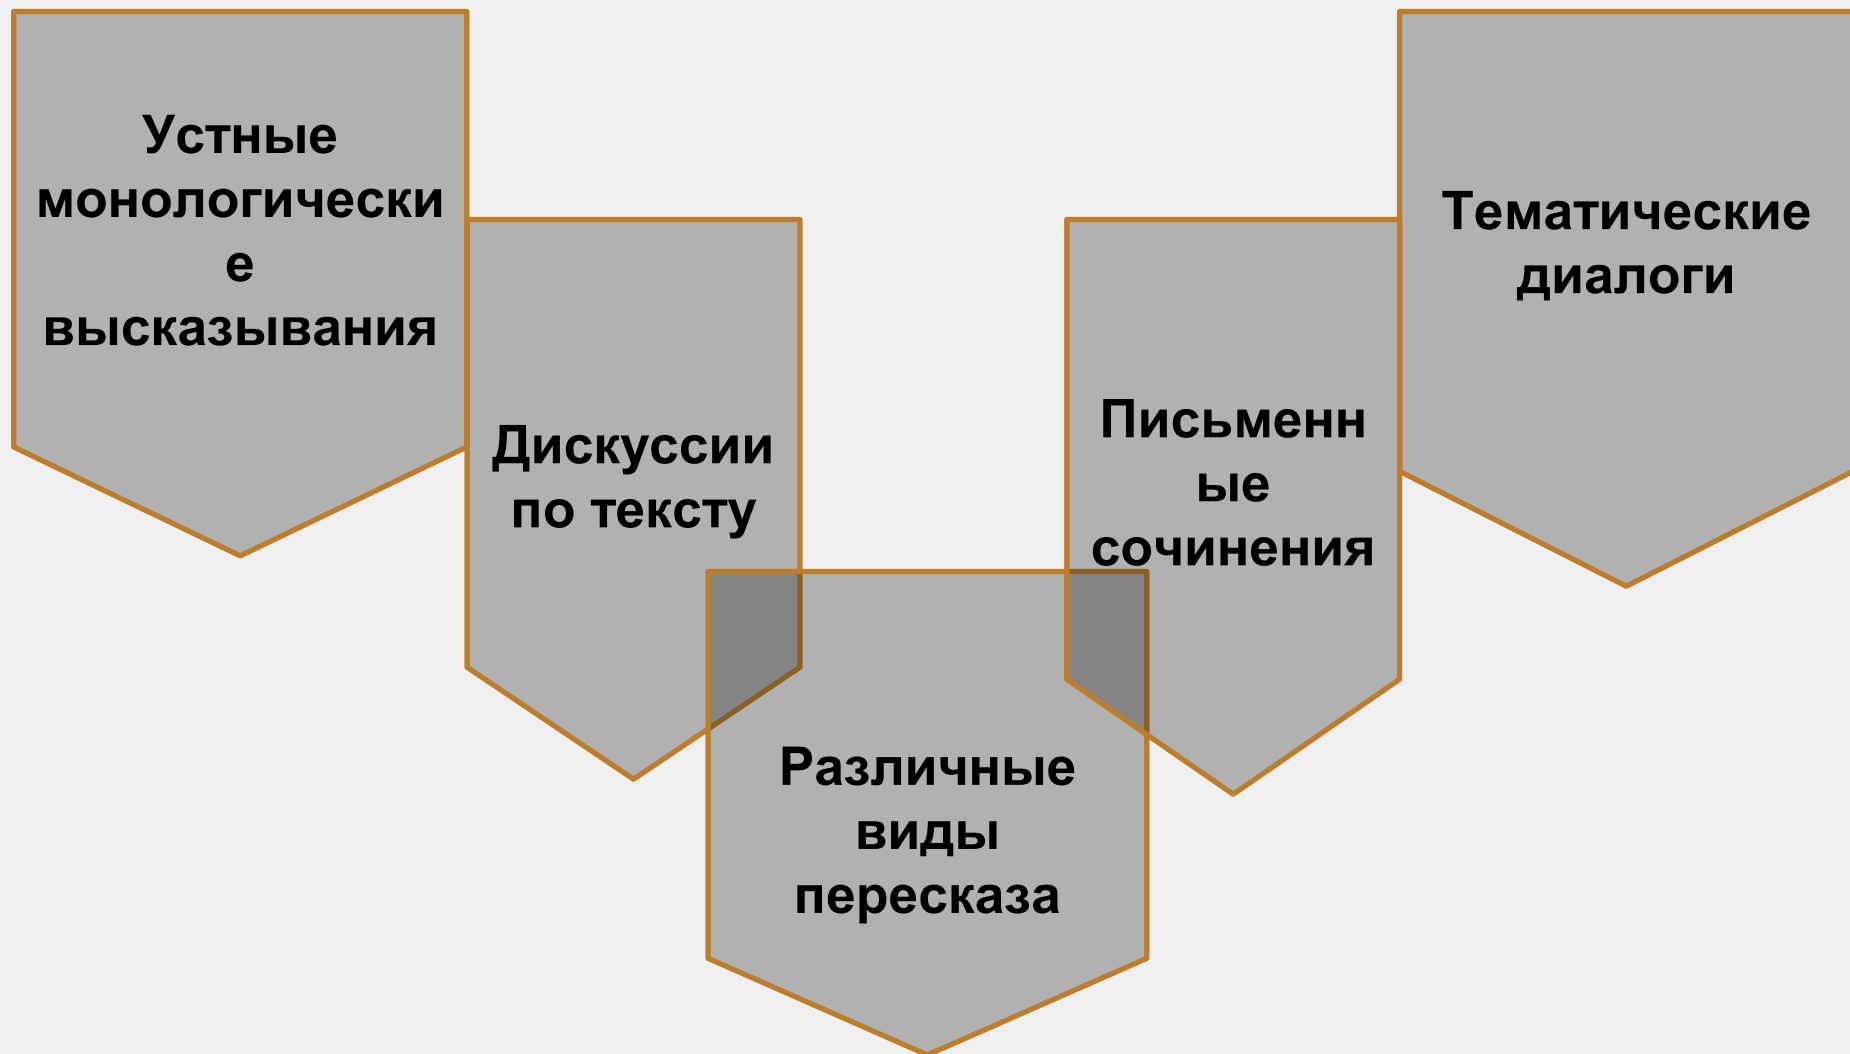 Устные
монологически
е
высказывания
Дискуссии
по тексту
Различные
виды
пересказа
Письменн
ые
сочинения
Тематические
диалоги